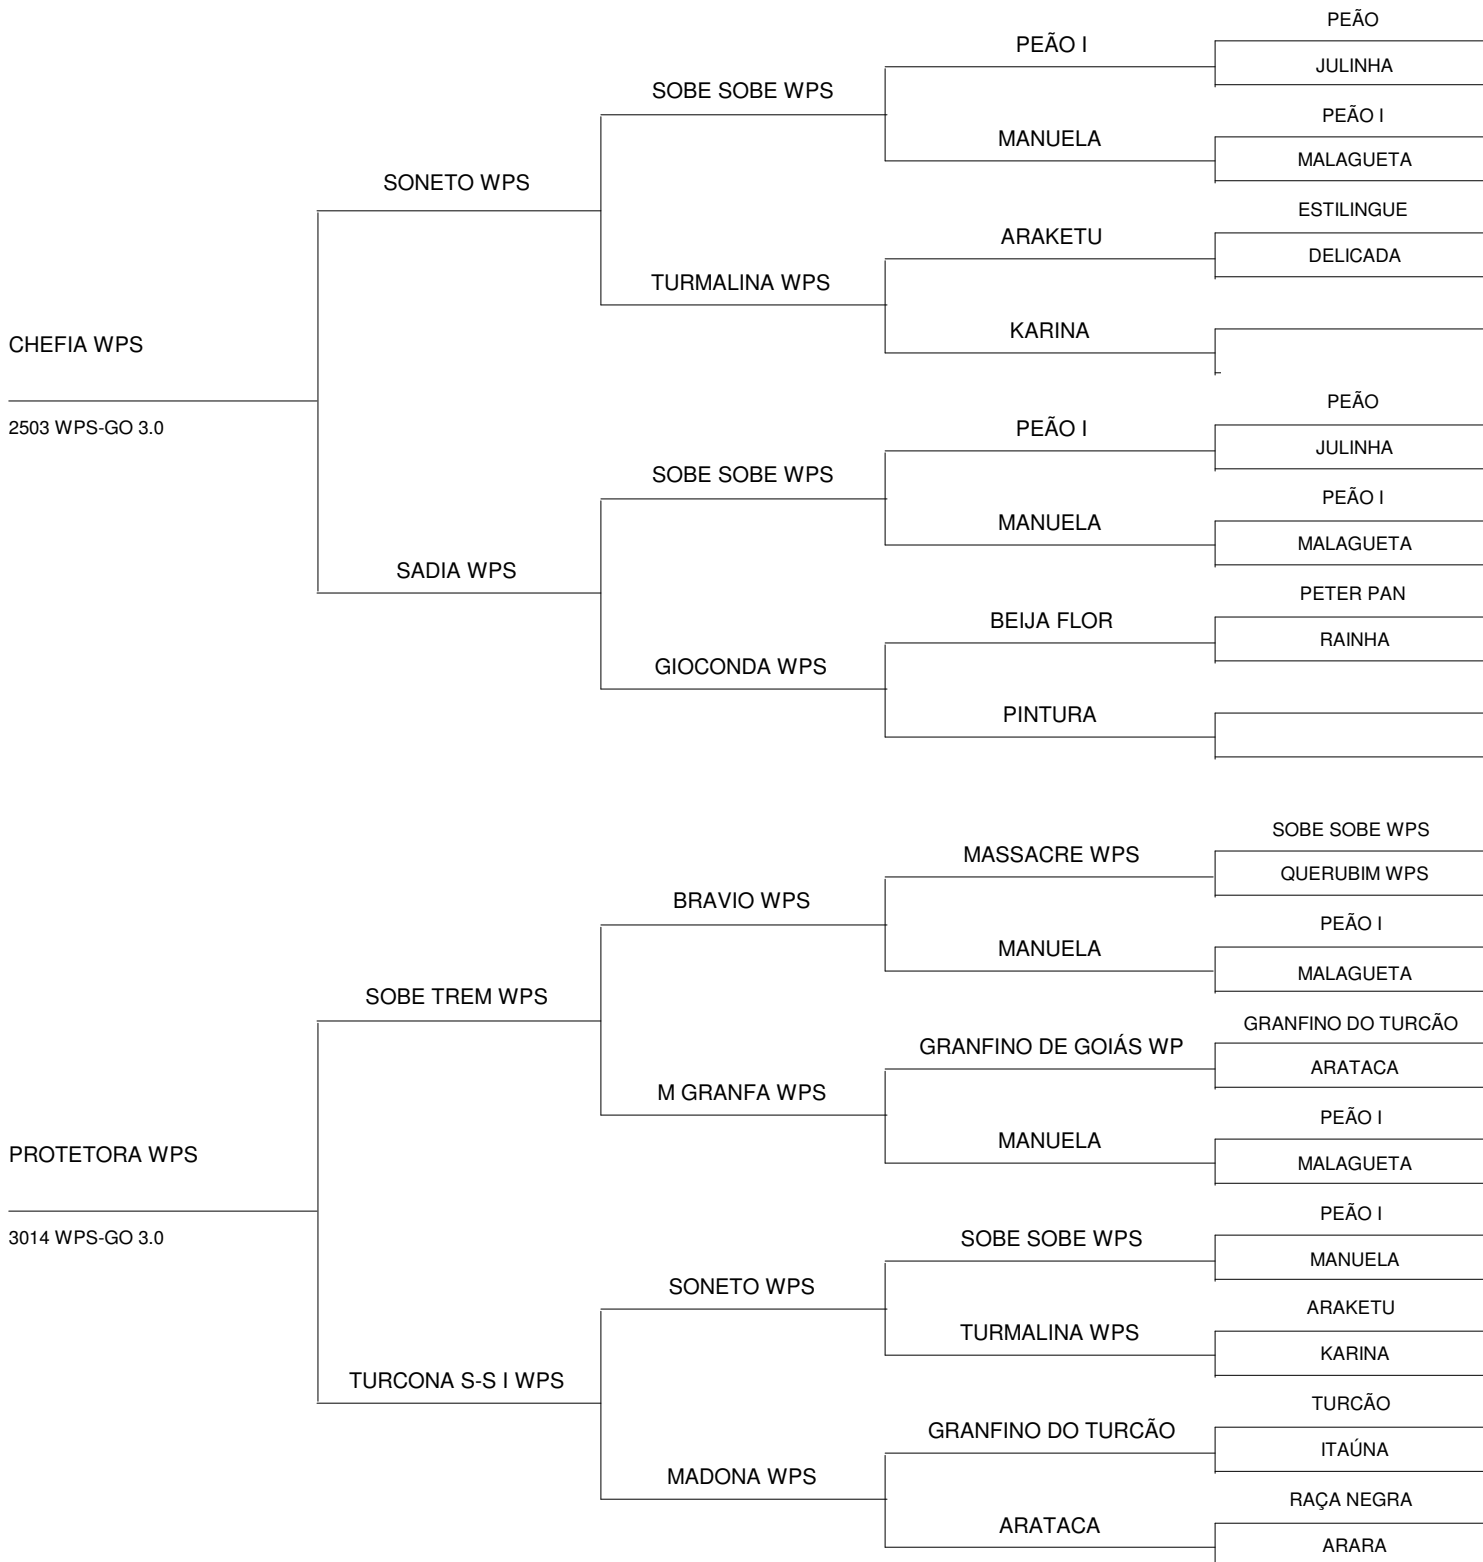 PEÃO
PEÃO I
JULINHA
SOBE SOBE WPS
PEÃO I
MANUELA
MALAGUETA
SONETO WPS
ESTILINGUE
ARAKETU
DELICADA
TURMALINA WPS
KARINA
CHEFIA WPS
PEÃO
2503 WPS-GO 3.0
PEÃO I
JULINHA
SOBE SOBE WPS
PEÃO I
MANUELA
MALAGUETA
SADIA WPS
PETER PAN
BEIJA FLOR
RAINHA
GIOCONDA WPS
PINTURA
SOBE SOBE WPS
MASSACRE WPS
QUERUBIM WPS
BRAVIO WPS
PEÃO I
MANUELA
MALAGUETA
SOBE TREM WPS
GRANFINO DO TURCÃO
GRANFINO DE GOIÁS WP
ARATACA
M GRANFA WPS
PEÃO I
MANUELA
MALAGUETA
PROTETORA WPS
PEÃO I
3014 WPS-GO 3.0
SOBE SOBE WPS
MANUELA
SONETO WPS
ARAKETU
TURMALINA WPS
KARINA
TURCONA S-S I WPS
TURCÃO
GRANFINO DO TURCÃO
ITAÚNA
MADONA WPS
RAÇA NEGRA
ARATACA
ARARA